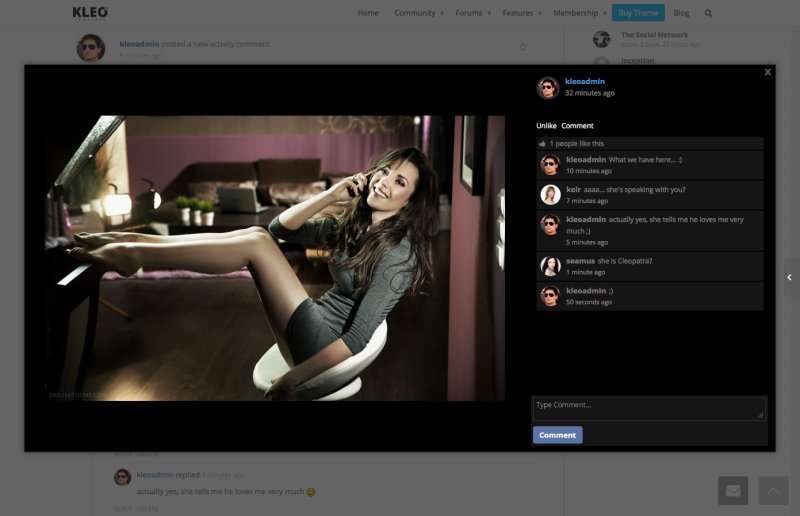 KLEO
TEMPLATE
Home
Community +
Forums +
Features +
Membership +
Buy Theme
Blog
kleoadmin posted a new activity comment
8 minutes ago
The Social Network
active 2 days, 23 hours ago
Inception
x
kleoadmin
32 minutes ago
Unlike Comment
1 people like this
kleoadmin What we have here... :)
10 minutes ago
keir aaaa... she's speaking with you?
7 minutes ago
kleoadmin actually yes, she tells me he loves me very
much ;)
5 minutes ago
seamus she is Cleopatra?
1 minute ago
kleoadmin ;)
50 seconds ago
DREAM-THEME.COM
Type Comment...
Comment
REPLY DELETE
kleoadmin replied 5 minutes ago
actually yes, she tells me he loves me very much
REPLY DELETE